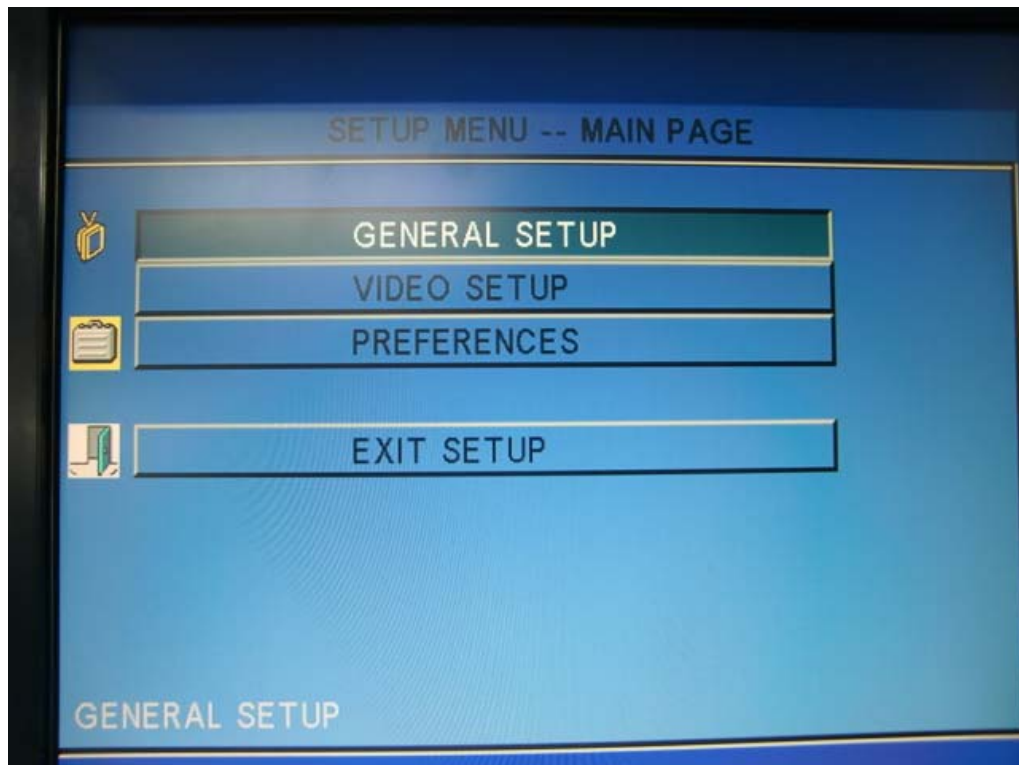 SETUP MENU -- MAIN PAGE
GENERAL SETUP
VIDEO SETUP
PREFERENCES
EXIT SETUP
GENERAL SETUP